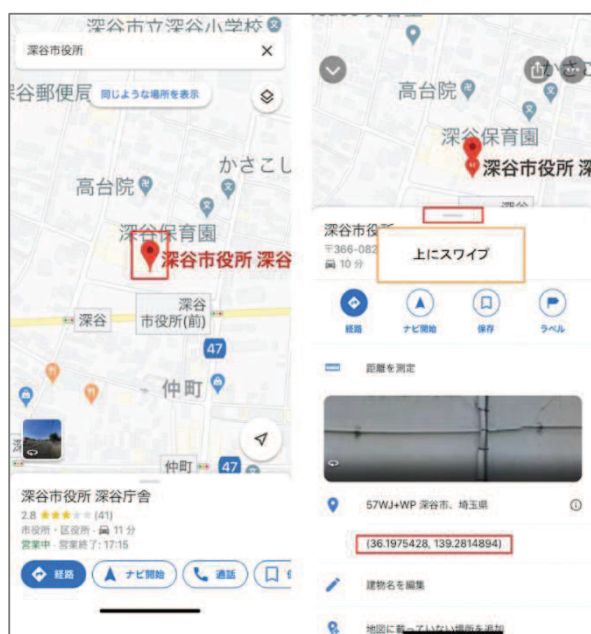 深谷市立深谷小学校
深谷市役所
谷郵便局
同じような場所を表示
かさこし
高台院
深谷保育園
深谷市役所 深谷
深谷
深谷
市役所(前)
47
仲町
仲町
47
深谷市役所 深谷庁舎
2.8 (41)
市役所・区役所・11 分
営業中・営業終了: 17:15
経路
ナビ開始
通話
高台院
深谷保育園
深谷市役所 深
深谷市役所
〒366-082
10 分
上にスワイプ
経路
ナビ開始
保存
ラベル
距離を測定
57WJ+WP 深谷市、埼玉県
(36.1975428, 139.2814894)
建物名を編集
地図に載っていない場所を追加